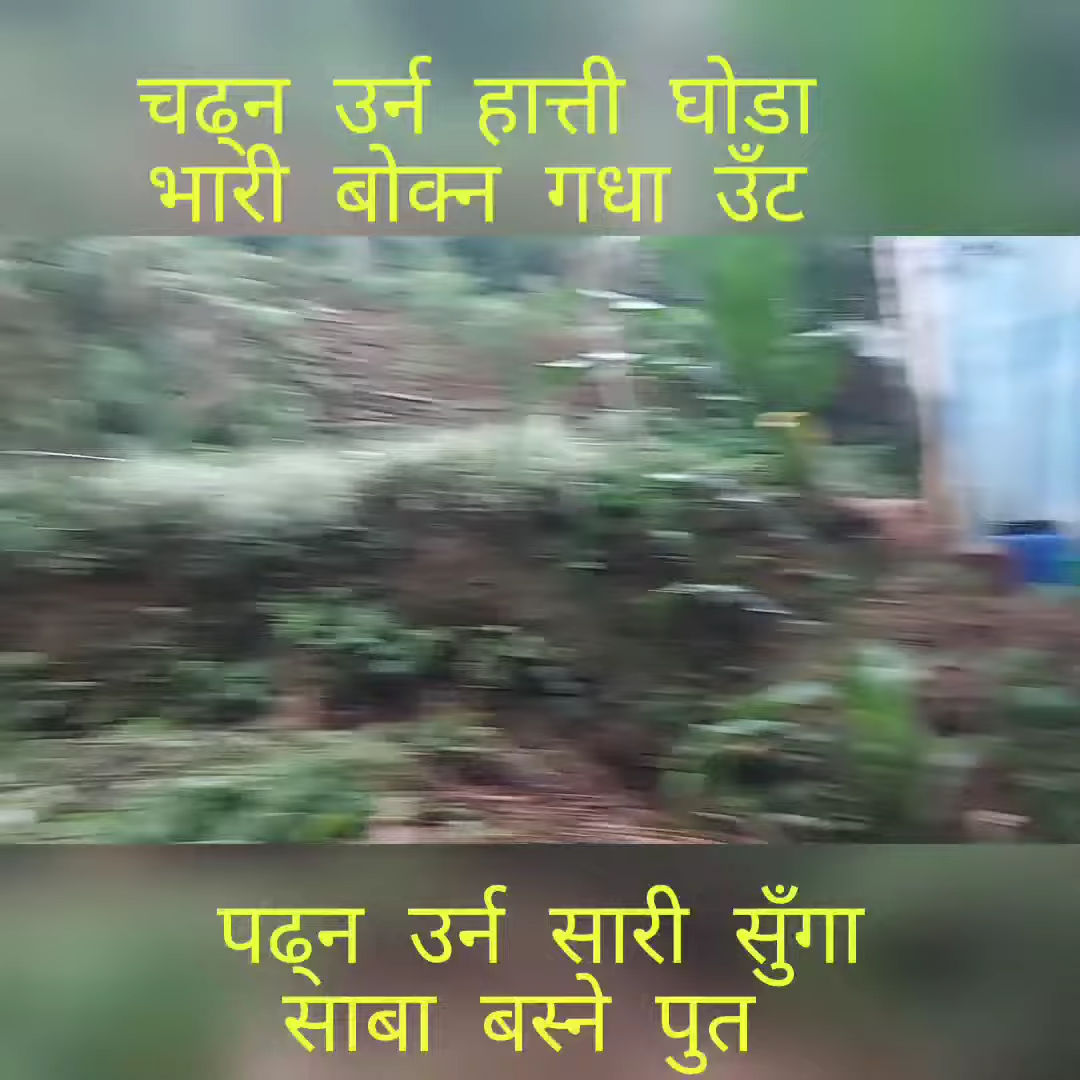 चढ्न उर्न हात्ती घोडा
भारी बोक्न गधा उँट
पढ्न उर्न सारी सुँगा
साबा बस्ने पुत